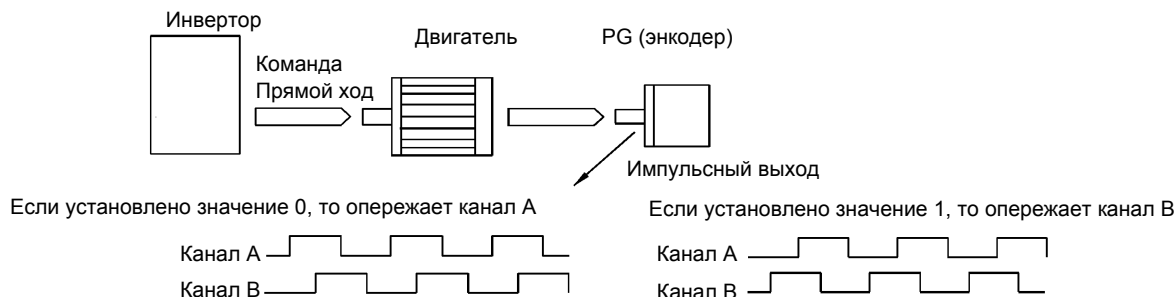 Инвертор
Двигатель
PG (энкодер)
Команда
Прямой ход
Импульсный выход
Если установлено значение 0, то опережает канал A
Канал A
Канал B
Если установлено значение 1, то опережает канал B
Канал A
Канал B